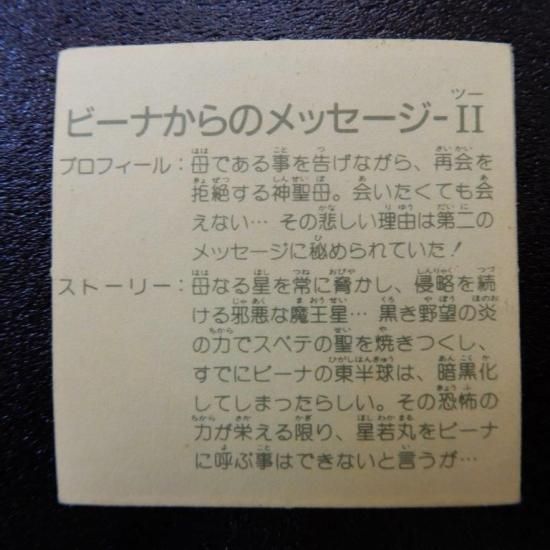 ビーナからのメッセージ-II
プロフィール：母である事を告げながら、再会を
拒絶する神聖母。会いたくても会
えない… その悲しい理由は第二の
メッセージに秘められていた！
ストーリー：母なる星を常に脅かし、侵略を続
ける邪悪な魔王星… 黒き野望の炎
の力でスベテの聖を焼きつくし、
すでにビーナの東半球は、暗黒化
してしまったらしい。その恐怖の
力が栄える限り、星若丸をビーナ
に呼ぶ事はできないと言うが…